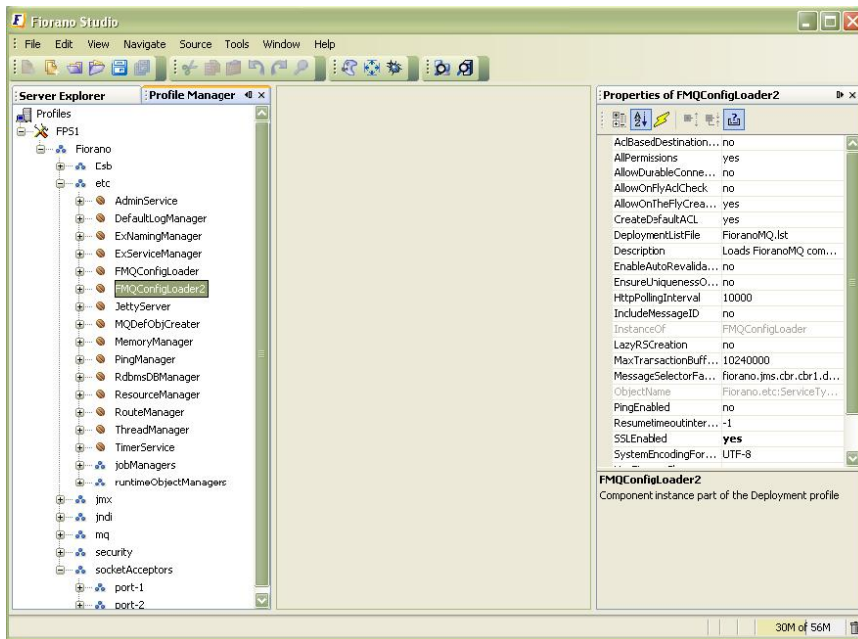 Fiorano Studio
File Edit View Navigate Source Tools Window Help
Server Explorer
Profile Manager
Profiles
FPS1
Fiorano
Esb
etc
AdminService
DefaultLogManager
ExNamingManager
ExServiceManager
FMQConfigLoader
FMQConfigLoader2
JettyServer
MQDefObjCreater
MemoryManager
PingManager
RdbmsDBManager
ResourceManager
RouteManager
ThreadManager
TimerService
jobManagers
runtimeObjectManagers
jmx
jndi
mq
security
socketAcceptors
port-1
port-2
Properties of FMQConfigLoader2
AclBasedDestination... no
AllPermissions yes
AllowDurableConne... no
AllowOnFlyAclCheck no
AllowOnTheFlyCrea... yes
CreateDefaultACL yes
DeploymentListFile FioranoMQ.lst
Description Loads FioranoMQ com...
EnableAutoRevalida... no
EnsureUniquenessO... no
HttpPollingInterval 10000
IncludeMessageID no
InstanceOf FMQConfigLoader
LazyRSCreation no
MaxTransactionBuff... 10240000
MessageSelectorFa... fiorano.jms.cbr.cbr1.d...
ObjectName Fiorano.etc:ServiceTy...
PingEnabled no
Resumetimeoutinter... -1
SSLEnabled yes
SystemEncodingFor... UTF-8
FMQConfigLoader2
Component instance part of the Deployment profile
30M of 56M